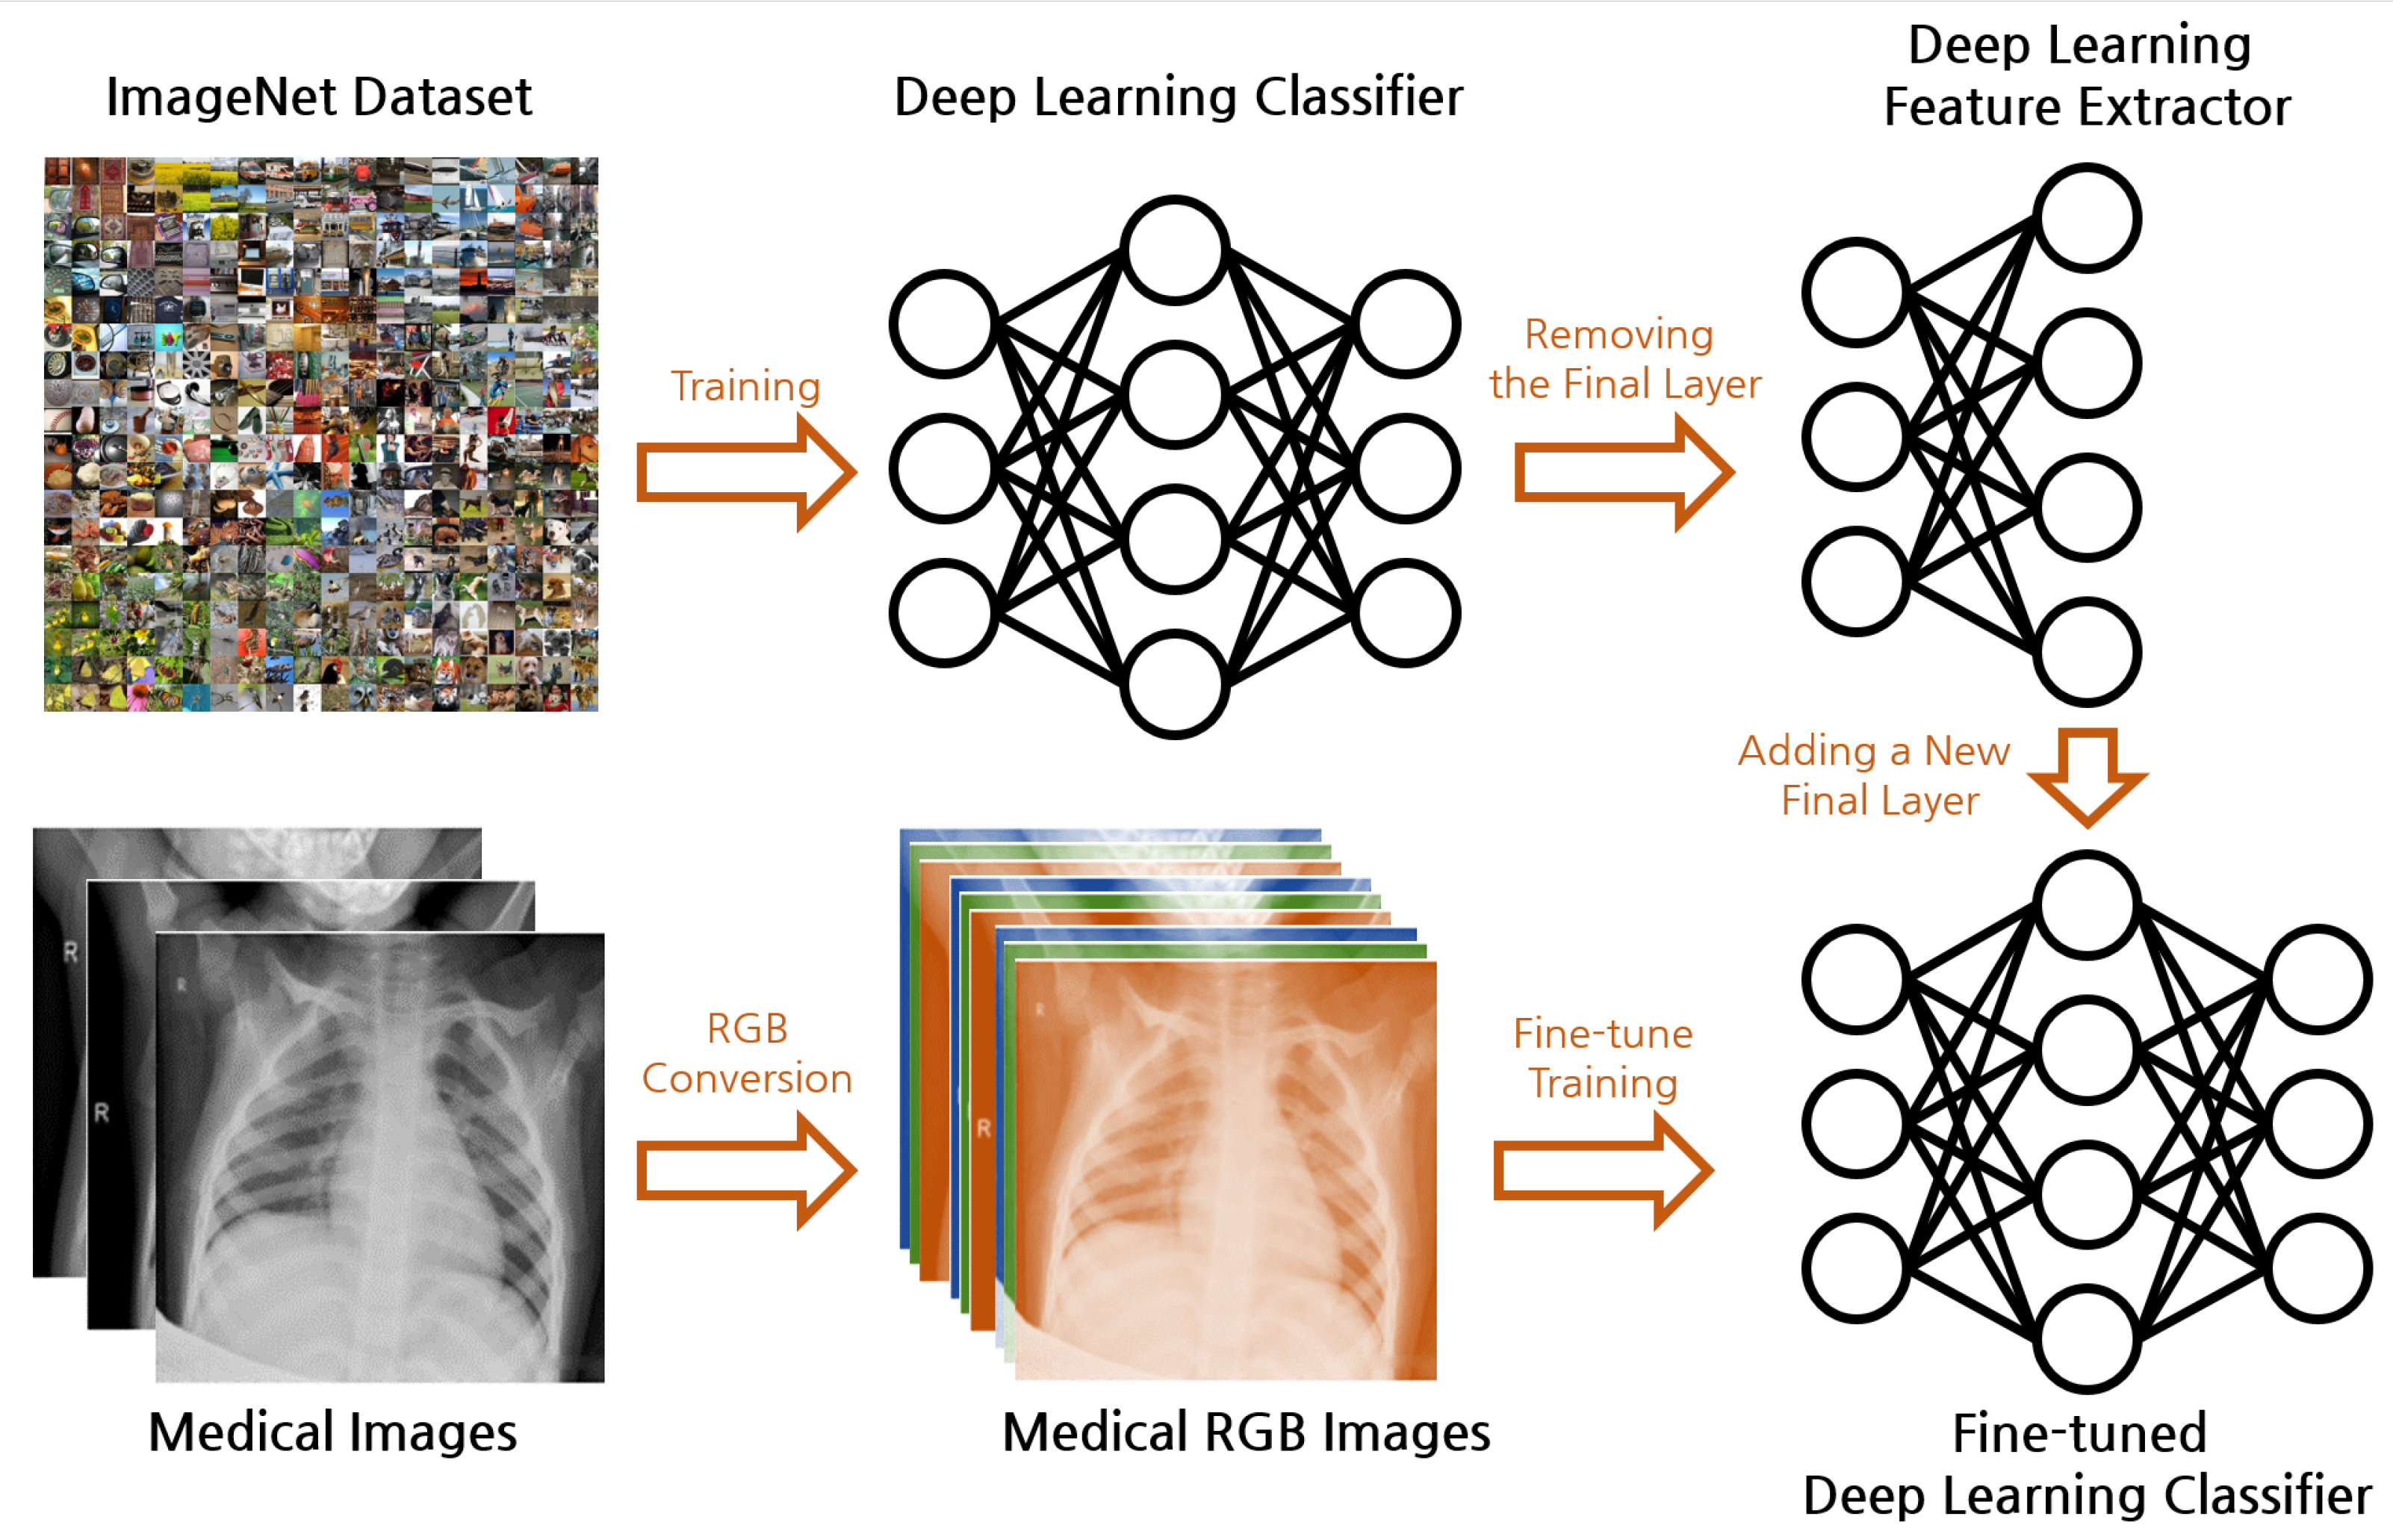 ImageNet Dataset
Deep Learning Classifier
Deep Learning
Feature Extractor
Training
Removing
the Final Layer
Adding a New
Final Layer
R
R
R
RGB
Conversion
R
R
Fine-tune
Training
Medical Images
Medical RGB Images
Fine-tuned
Deep Learning Classifier